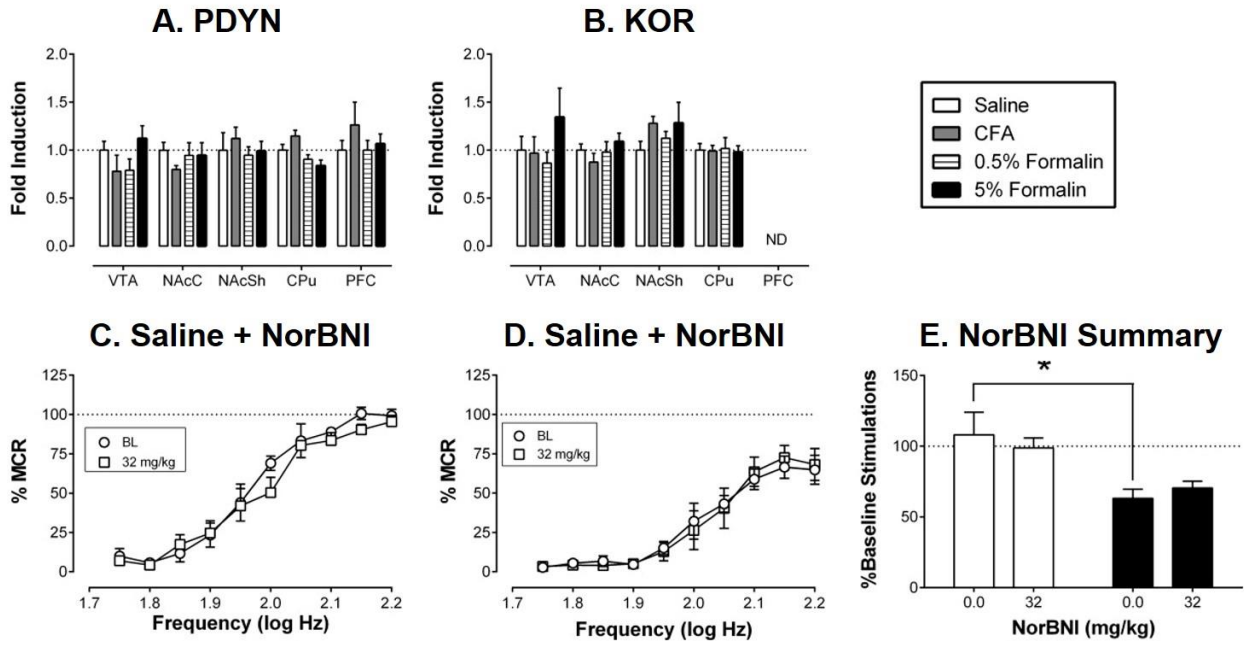 A. PDYN
Fold Induction
2.0
1.5
1.0
0.5
0.0
VTA NAcC NAcSh CPu PFC
B. KOR
Fold Induction
2.0
1.5
1.0
0.5
0.0
ND
VTA NAcC NAcSh CPu PFC
Saline
CFA
0.5% Formalin
5% Formalin
C. Saline + NorBNI
% MCR
125
100
75
50
25
0
BL
32 mg/kg
1.7 1.8 1.9 2.0 2.1 2.2
Frequency (log Hz)
D. Saline + NorBNI
% MCR
125
100
75
50
25
0
BL
32 mg/kg
1.7 1.8 1.9 2.0 2.1 2.2
Frequency (log Hz)
E. NorBNI Summary
%Baseline Stimulations
150
100
50
0
*
0.0 32 0.0 32
NorBNI (mg/kg)